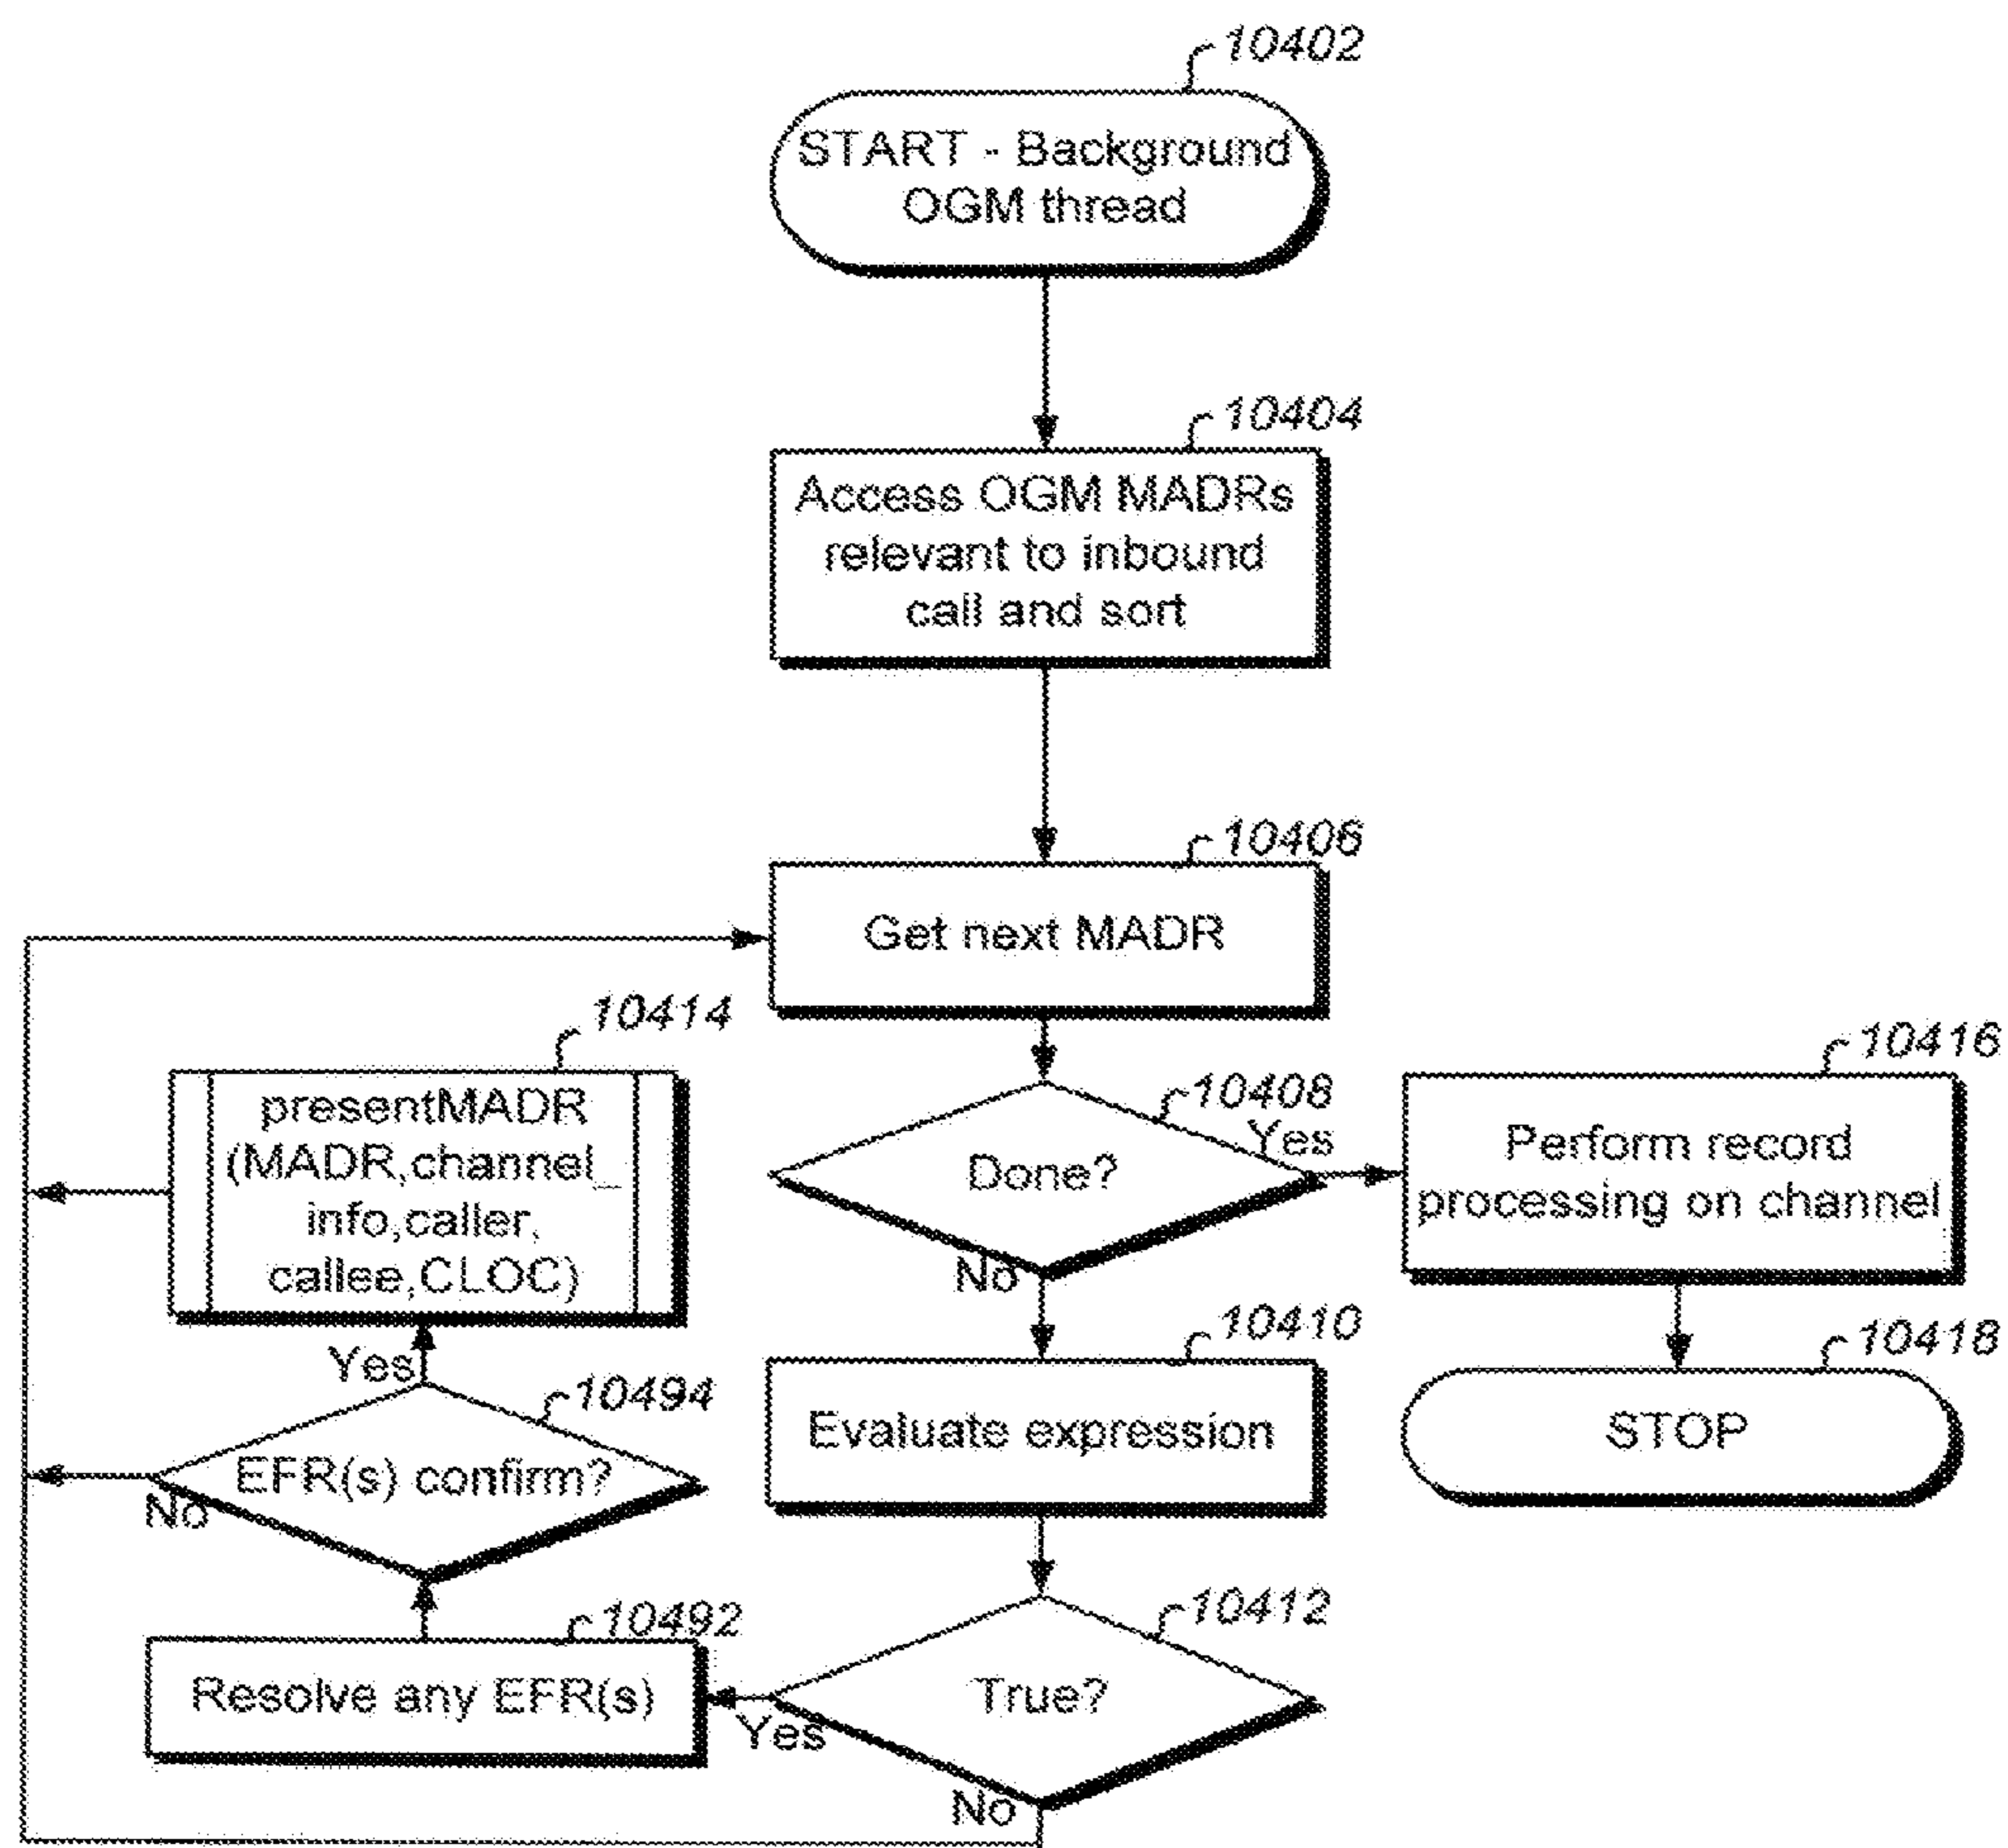 10402
START - Background
OGM thread
10404
Access OGM MADRs
relevant to inbound
call and sort
10406
Get next MADR
10414
presentMADR
(MADR,channel_
info,caller,
callee,CLOC)
10408
Done?
Yes
No
10416
Perform record
processing on channel
10410
Evaluate expression
10418
STOP
Yes
10494
EFR(s) confirm?
No
10492
Resolve any EFR(s)
10412
True?
Yes
No